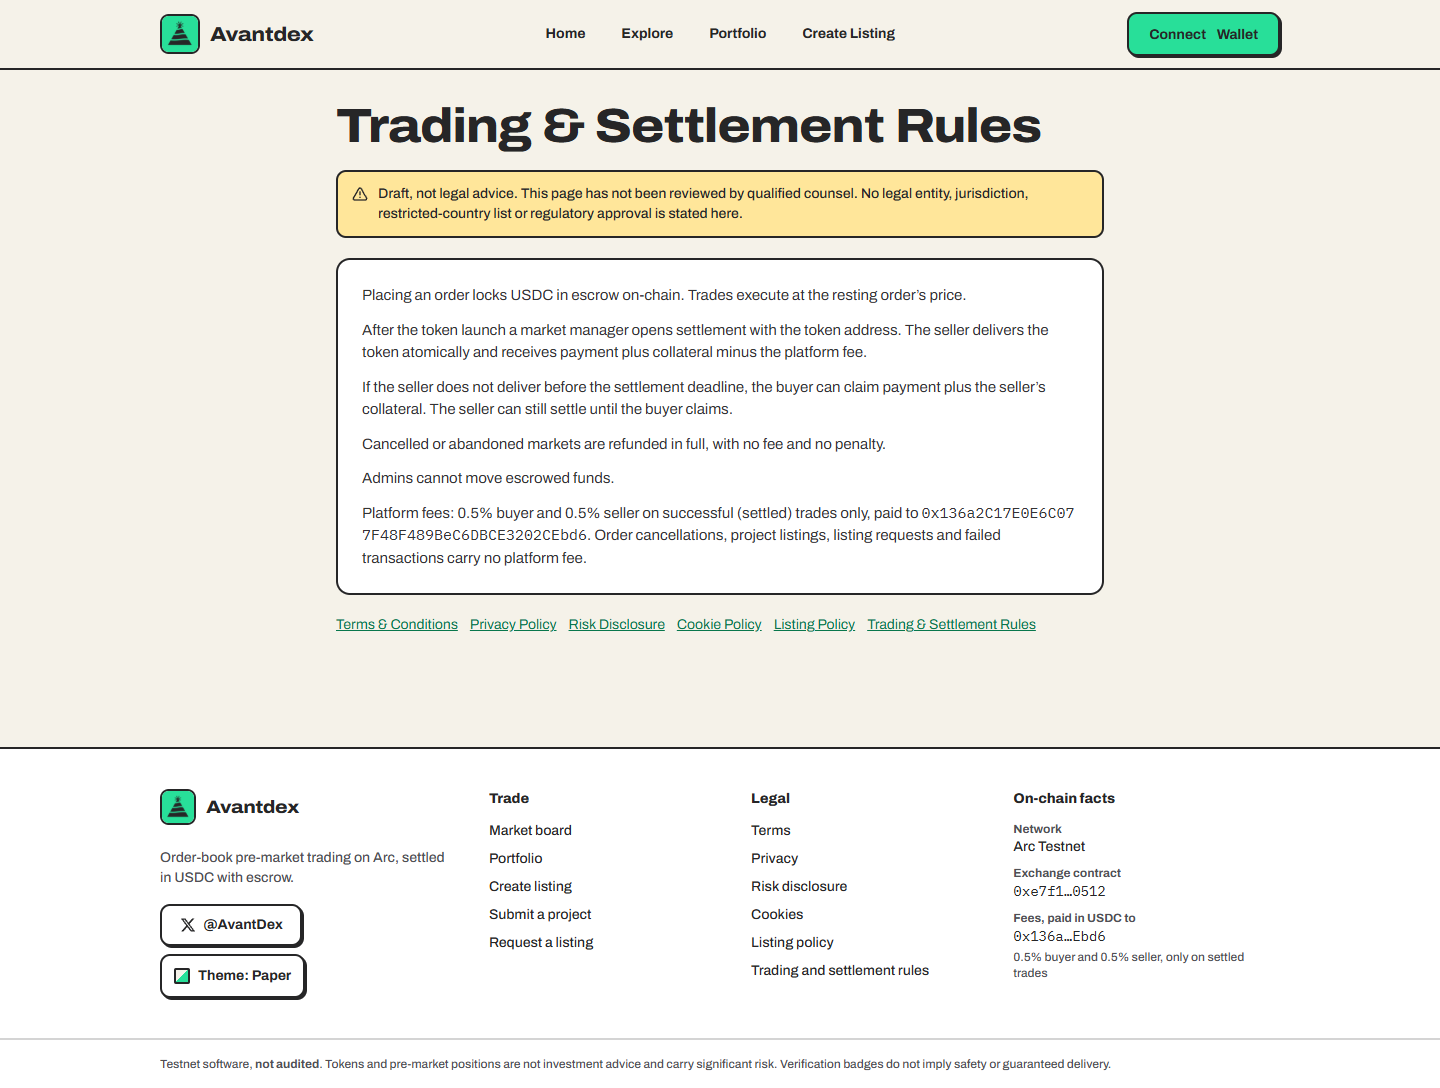 Avantdex
Home Explore Portfolio Create Listing
Connect Wallet
Trading & Settlement Rules
Draft, not legal advice. This page has not been reviewed by qualified counsel. No legal entity, jurisdiction,
restricted-country list or regulatory approval is stated here.
Placing an order locks USDC in escrow on-chain. Trades execute at the resting order’s price.
After the token launch a market manager opens settlement with the token address. The seller delivers the
token atomically and receives payment plus collateral minus the platform fee.
If the seller does not deliver before the settlement deadline, the buyer can claim payment plus the seller’s
collateral. The seller can still settle until the buyer claims.
Cancelled or abandoned markets are refunded in full, with no fee and no penalty.
Admins cannot move escrowed funds.
Platform fees: 0.5% buyer and 0.5% seller on successful (settled) trades only, paid to 0x136a2C17E0E6C07
7F48F489BeC6DBCE3202CEbd6. Order cancellations, project listings, listing requests and failed
transactions carry no platform fee.
Terms & Conditions Privacy Policy Risk Disclosure Cookie Policy Listing Policy Trading & Settlement Rules
Avantdex
Order-book pre-market trading on Arc, settled
in USDC with escrow.
@AvantDex
Theme: Paper
Trade
Market board
Portfolio
Create listing
Submit a project
Request a listing
Legal
Terms
Privacy
Risk disclosure
Cookies
Listing policy
Trading and settlement rules
On-chain facts
Network
Arc Testnet
Exchange contract
0xe7f1…0512
Fees, paid in USDC to
0x136a…Ebd6
0.5% buyer and 0.5% seller, only on settled
trades
Testnet software, not audited. Tokens and pre-market positions are not investment advice and carry significant risk. Verification badges do not imply safety or guaranteed delivery.